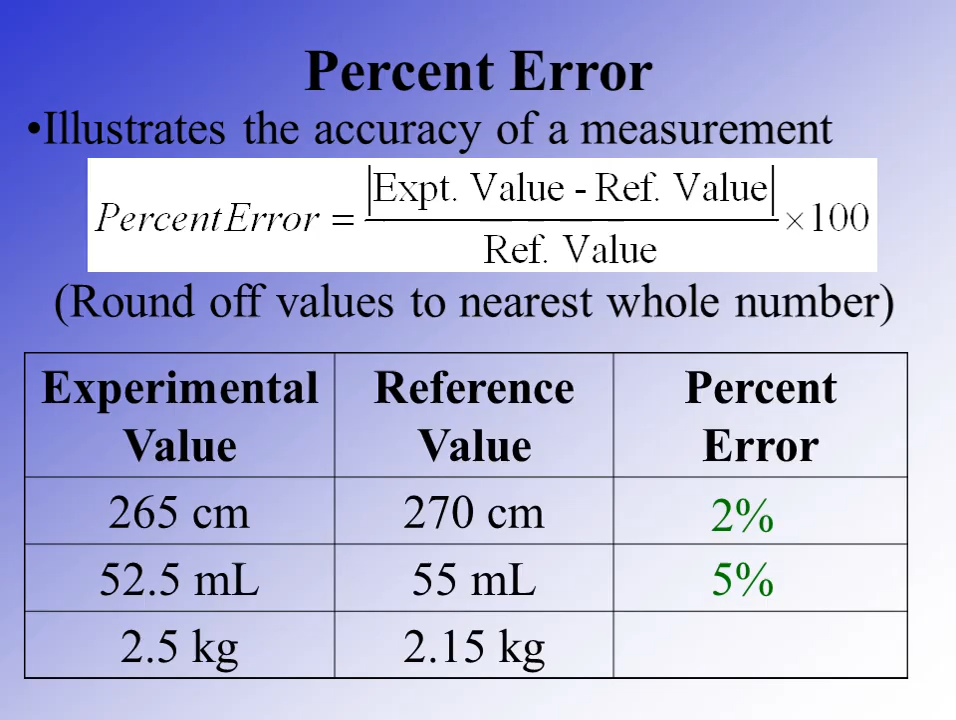 Percent Error
•Illustrates the accuracy of a measurement
Percent Error = |Expt. Value - Ref. Value| / Ref. Value ×100
(Round off values to nearest whole number)
Experimental Value Reference Value Percent Error
265 cm 270 cm 2%
52.5 mL 55 mL 5%
2.5 kg 2.15 kg